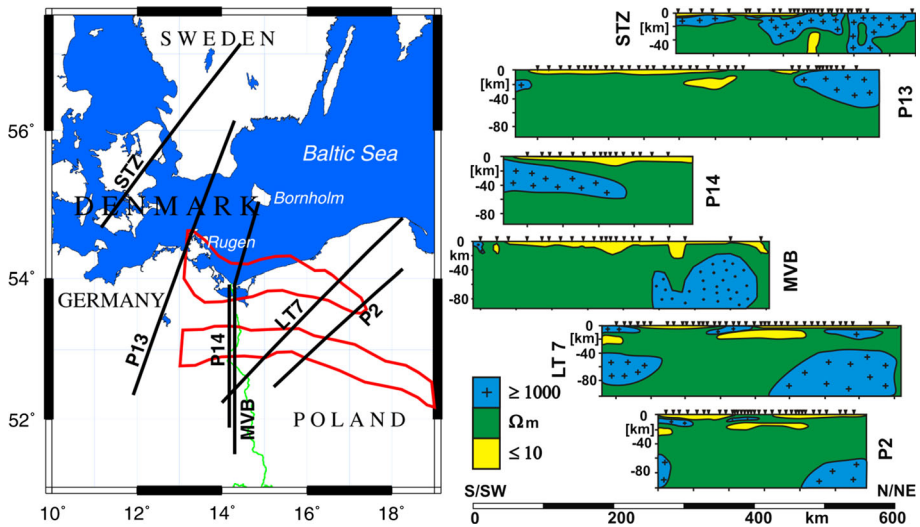 SWEDEN
56°
54°
52°
12
14
16
18
Baltic Sea
Bornholm
DENMARK
Rugen
GERMANY
POLAND
STZ
P13
P14
MVB
LT7
P2
0
[km]
-40
STZ
0
[km]
-40
-80
P13
0
[km]
-40
-80
P14
0
[km]
-40
-80
MVB
0
[km]
-40
-80
LT 7
0
[km]
-40
-80
P2
≥ 1000
Ωm
≤ 10
S/SW
N/NE
0
200
400
km
600